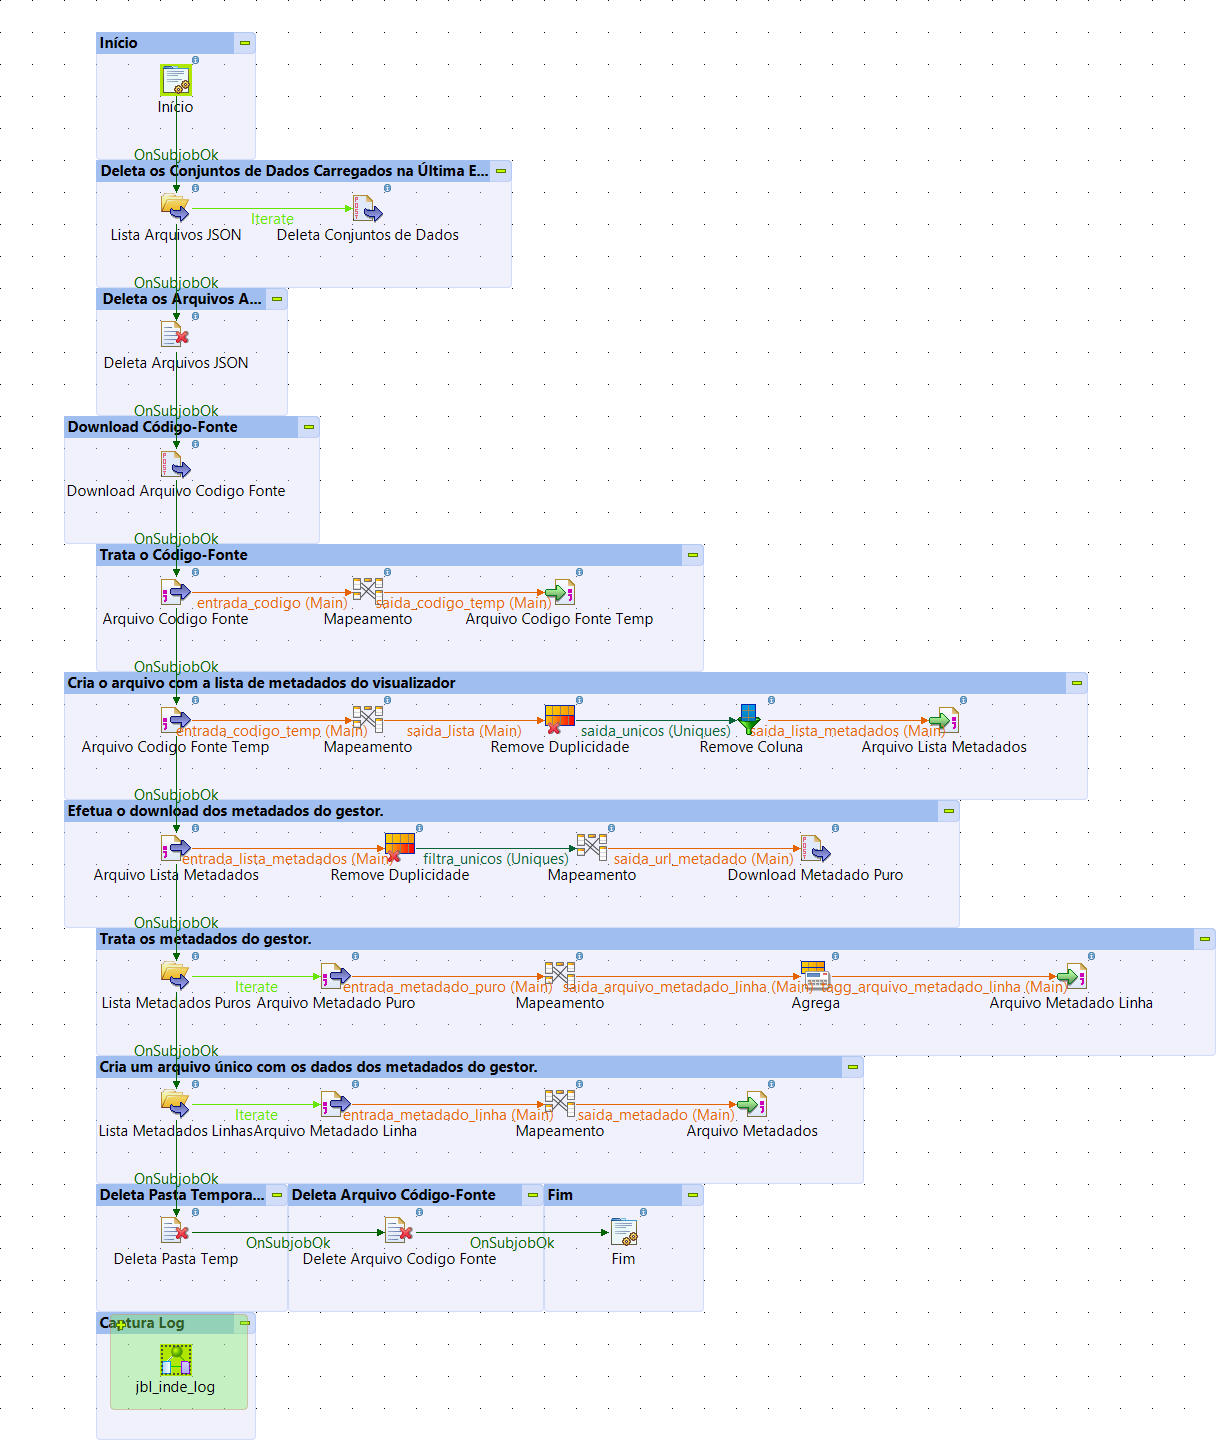 Início
Início
OnSubjobOk
Deleta os Conjuntos de Dados Carregados na Última E...
Iterate
Lista Arquivos JSON Deleta Conjuntos de Dados
OnSubjobOk
Deleta os Arquivos A...
Deleta Arquivos JSON
OnSubjobOk
Download Código-Fonte
Download Arquivo Codigo Fonte
OnSubjobOk
Trata o Código-Fonte
entrada_codigo (Main) saida_codigo_temp (Main)
Arquivo Codigo Fonte Mapeamento Arquivo Codigo Fonte Temp
OnSubjobOk
Cria o arquivo com a lista de metadados do visualizador
entrada_codigo_temp (Main) saida_lista (Main) saida_unicos (Uniques) saida_lista_metadados (Main)
Arquivo Codigo Fonte Temp Mapeamento Remove Duplicidade Remove Coluna Arquivo Lista Metadados
OnSubjobOk
Efetua o download dos metadados do gestor.
entrada_lista_metadados (Main) filtra_unicos (Uniques) saida_url_metadado (Main)
Arquivo Lista Metadados Remove Duplicidade Mapeamento Download Metadado Puro
OnSubjobOk
Trata os metadados do gestor.
Iterate entrada_metadado_puro (Main) saida_arquivo_metadado_linha (Main) agg_arquivo_metadado_linha (Main)
Lista Metadados Puros Arquivo Metadado Puro Mapeamento Agrega Arquivo Metadado Linha
OnSubjobOk
Cria um arquivo único com os dados dos metadados do gestor.
Iterate entrada_metadado_linha (Main) saida_metadado (Main)
Lista Metadados Linhas Arquivo Metadado Linha Mapeamento Arquivo Metadados
OnSubjobOk
Deleta Pasta Tempora... Deleta Arquivo Código-Fonte Fim
OnSubjobOk OnSubjobOk
Deleta Pasta Temp Delete Arquivo Codigo Fonte Fim
Captura Log
jbl_inde_log